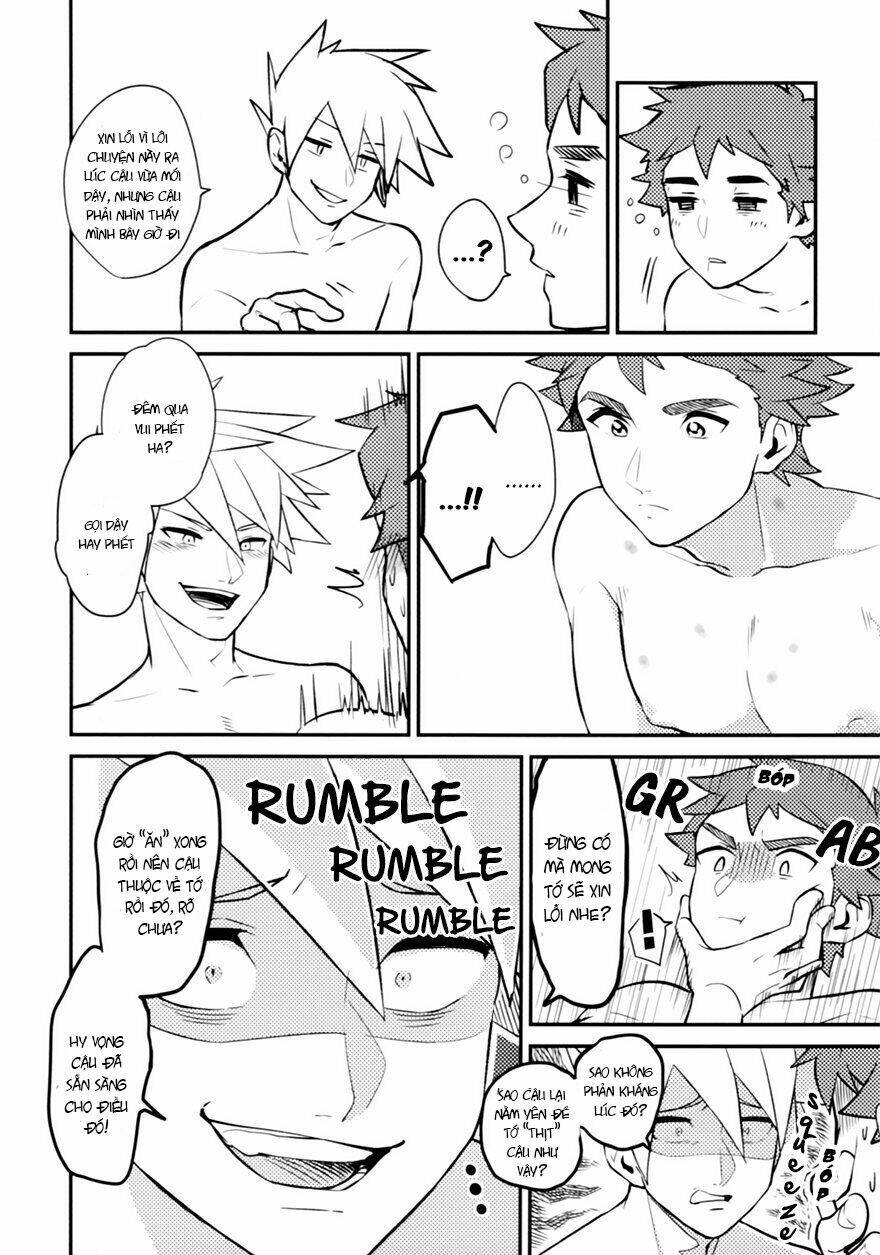 ...?
XIN LỖI VÌ LÔI
CHUYỆN NÀY RA
LÚC CẬU VỪA MỚI
DẬY, NHƯNG CẬU
PHẢI NHÌN THẤY
MÌNH BÂY GIỜ ĐI
.........
...!!
ĐÊM QUA
VUI PHẾT
HA?
GỌI DẬY
HAY PHẾT
BÓP
GR
AB
!
ĐỪNG CÓ
MÀ MONG
TỚ SẼ XIN
LỖI NHE?
RUMBLE
RUMBLE
RUMBLE
GIỜ "ĂN" XONG
RỒI NÊN CẬU
THUỘC VỀ TỚ
RỒI ĐÓ, RÕ
CHƯA?
HY VỌNG
CẬU ĐÃ
SẴN SÀNG
CHO ĐIỀU
ĐÓ!
SAO KHÔNG
PHẢN KHÁNG
LÚC ĐÓ?
SAO CẬU LẠI
NẰM YÊN ĐỂ
TỚ "THỊT"
CẬU NHƯ
VẬY?
squeeze
BÓP
...